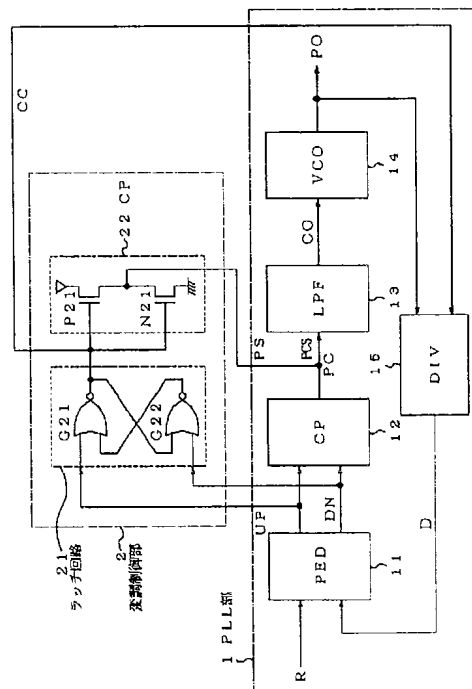 CC
22 CP
P21
N21
G21
G22
21
ラッチ回路
2
変調制御部
1 PLL部
UP
DN
PS
PCS
PC
CO
PO
R
D
PED
11
CP
12
LPF
13
VCO
14
15
DIV